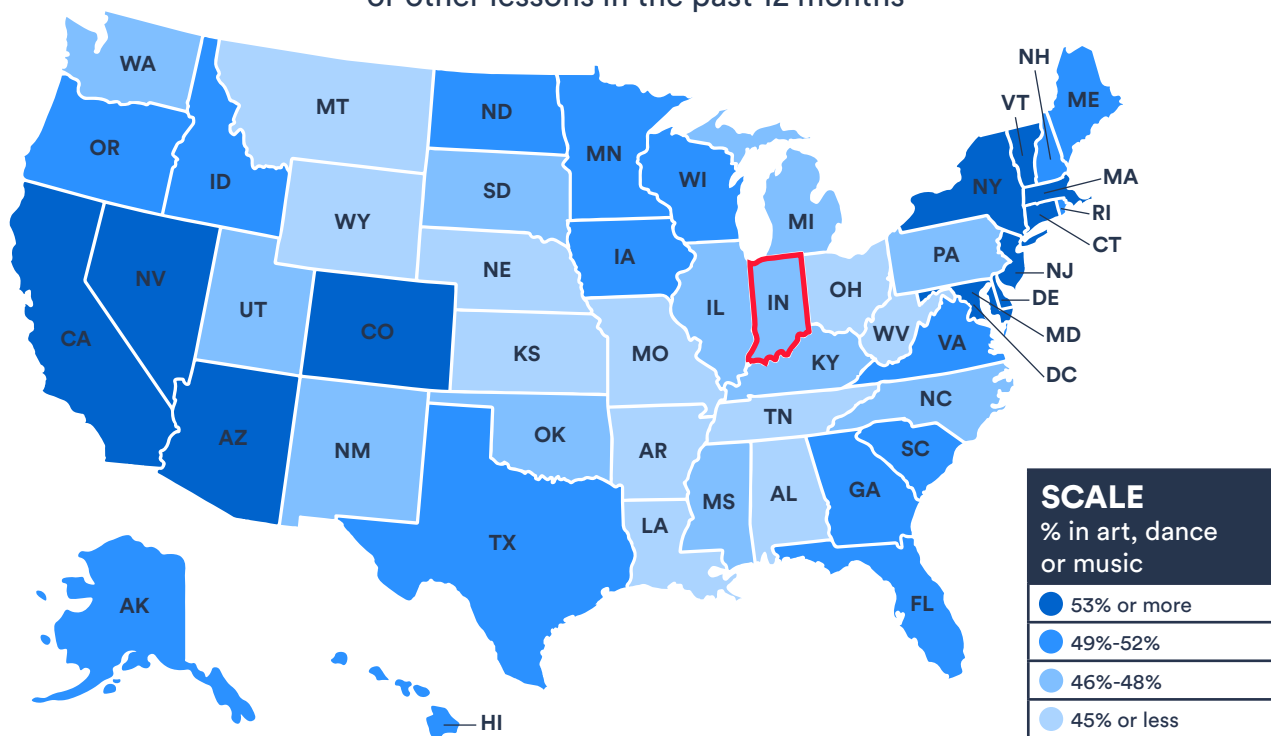 or other lessons in the past 12 months
WA
MT
ND
MN
NH
VT
ME
OR
ID
SD
WI
MI
NY
MA
RI
CT
WY
NV
UT
NE
IA
IL
IN
OH
PA
NJ
DE
MD
DC
CA
CO
KS
MO
KY
WV
VA
AZ
NM
OK
AR
TN
NC
SC
MS
AL
GA
LA
TX
FL
AK
HI
SCALE
% in art, dance
or music
53% or more
49%-52%
46%-48%
45% or less